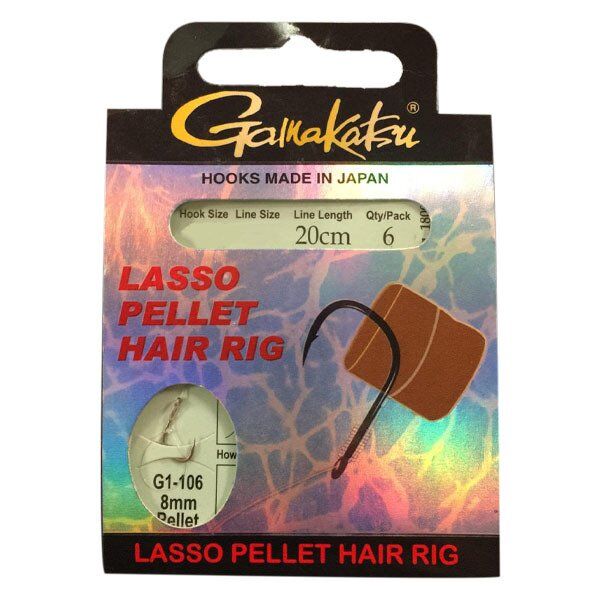 Gamakatsu®
HOOKS MADE IN JAPAN
Hook Size Line Size Line Length Qty/Pack
20cm 6
LASSO
PELLET
HAIR RIG
How
G1-106
8mm
Pellet
LASSO PELLET HAIR RIG